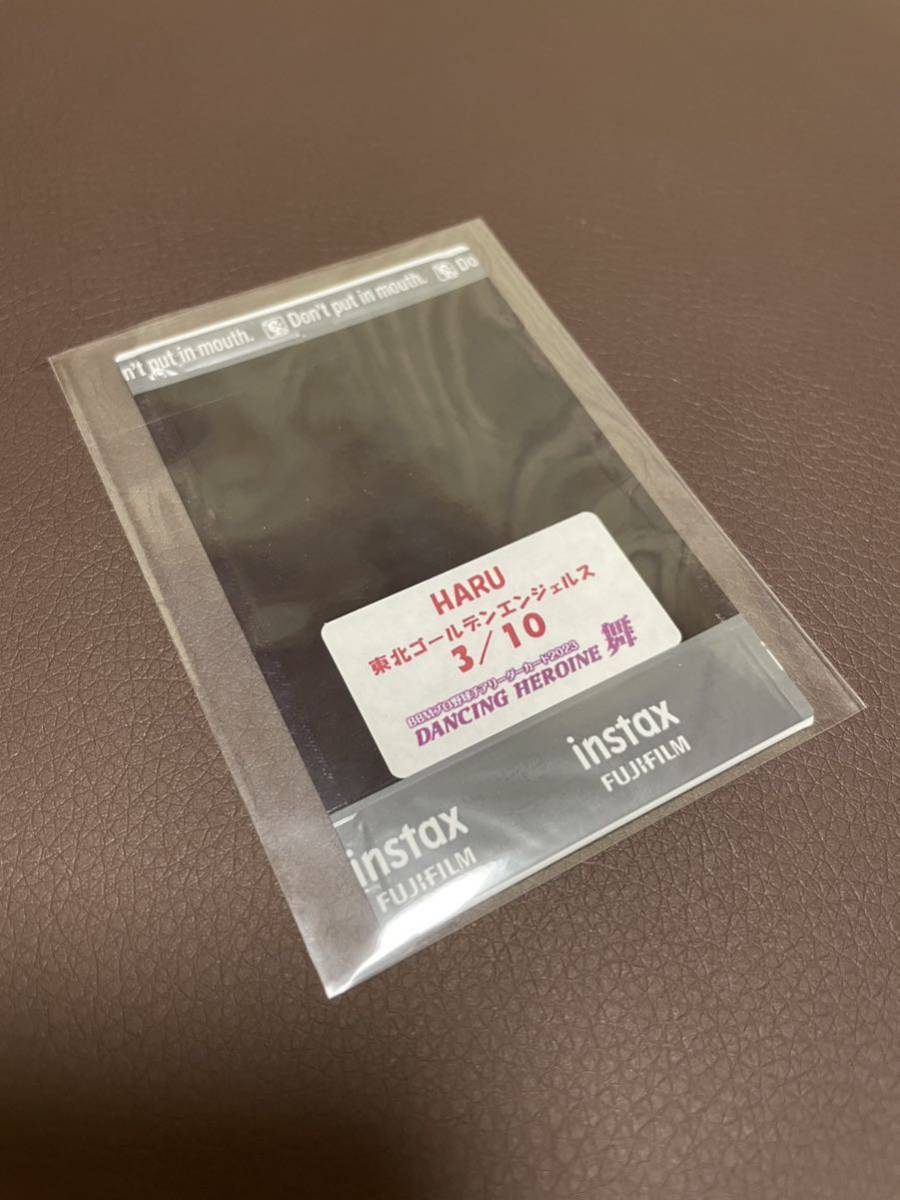 n't put in mouth. Don't put in mouth. Do
HARU
東北ゴールデンエンジェルス
3/10
BBMプロ野球チアリーダーカード2023
DANCING HEROINE 舞
instax
FUJIFILM
instax
FUJIFILM